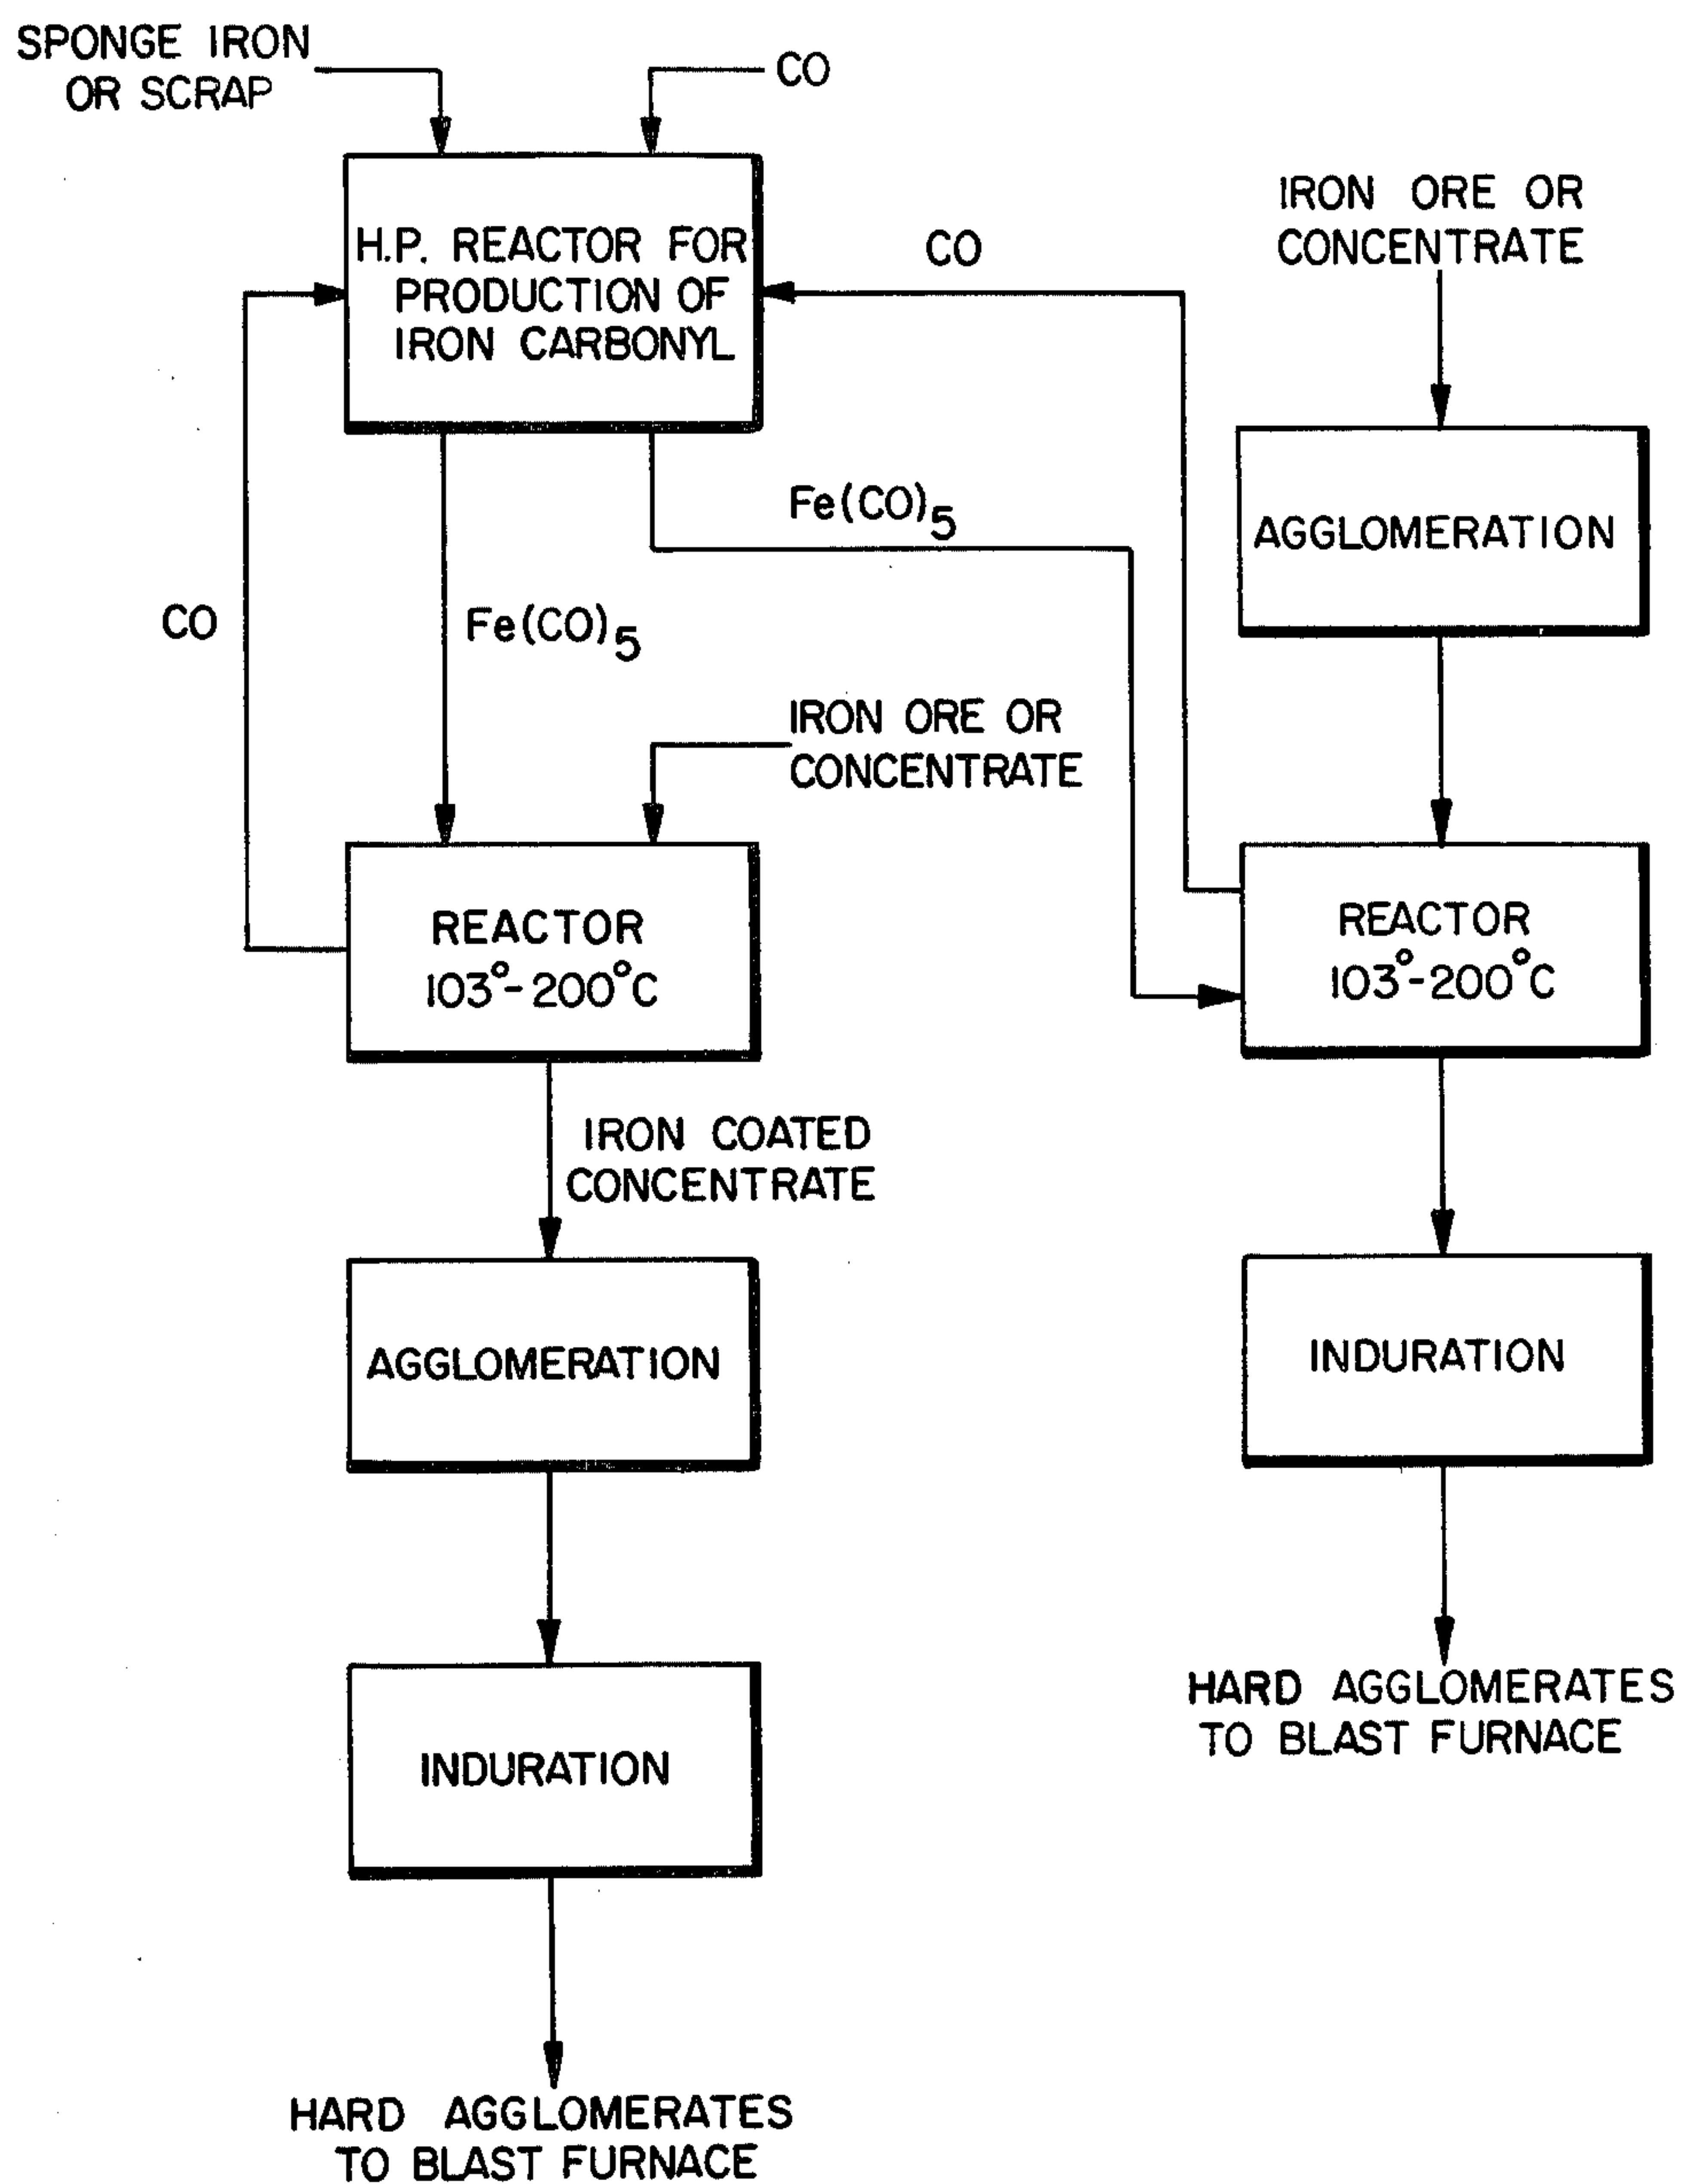 SPONGE IRON
OR SCRAP
CO
H.P. REACTOR FOR
PRODUCTION OF
IRON CARBONYL
CO
IRON ORE OR
CONCENTRATE
Fe(CO)5
AGGLOMERATION
CO
Fe(CO)5
IRON ORE OR
CONCENTRATE
REACTOR
103°-200°C
REACTOR
103°-200°C
IRON COATED
CONCENTRATE
AGGLOMERATION
INDURATION
INDURATION
HARD AGGLOMERATES
TO BLAST FURNACE
HARD AGGLOMERATES
TO BLAST FURNACE